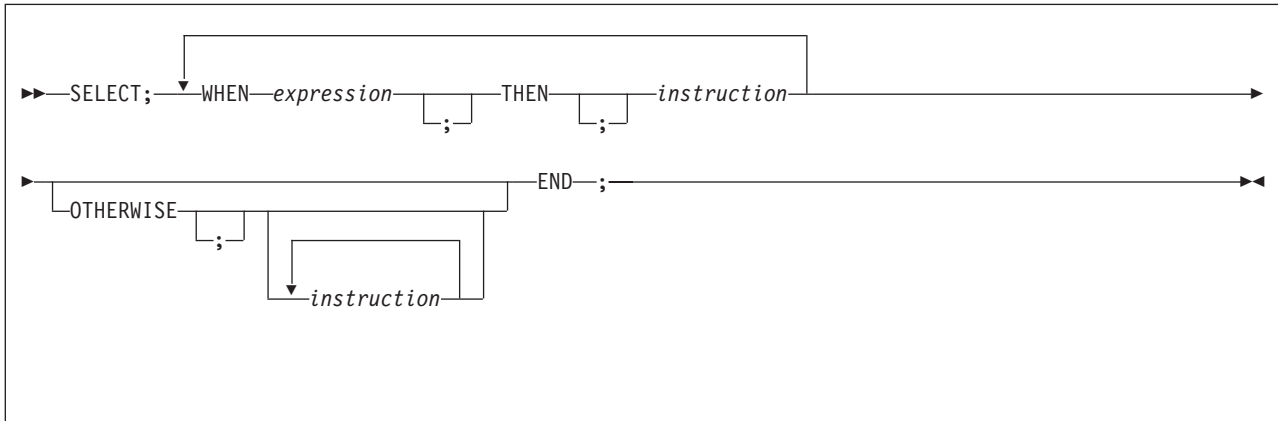 SELECT; WHEN expression ; THEN ; instruction
OTHERWISE ; instruction END ;